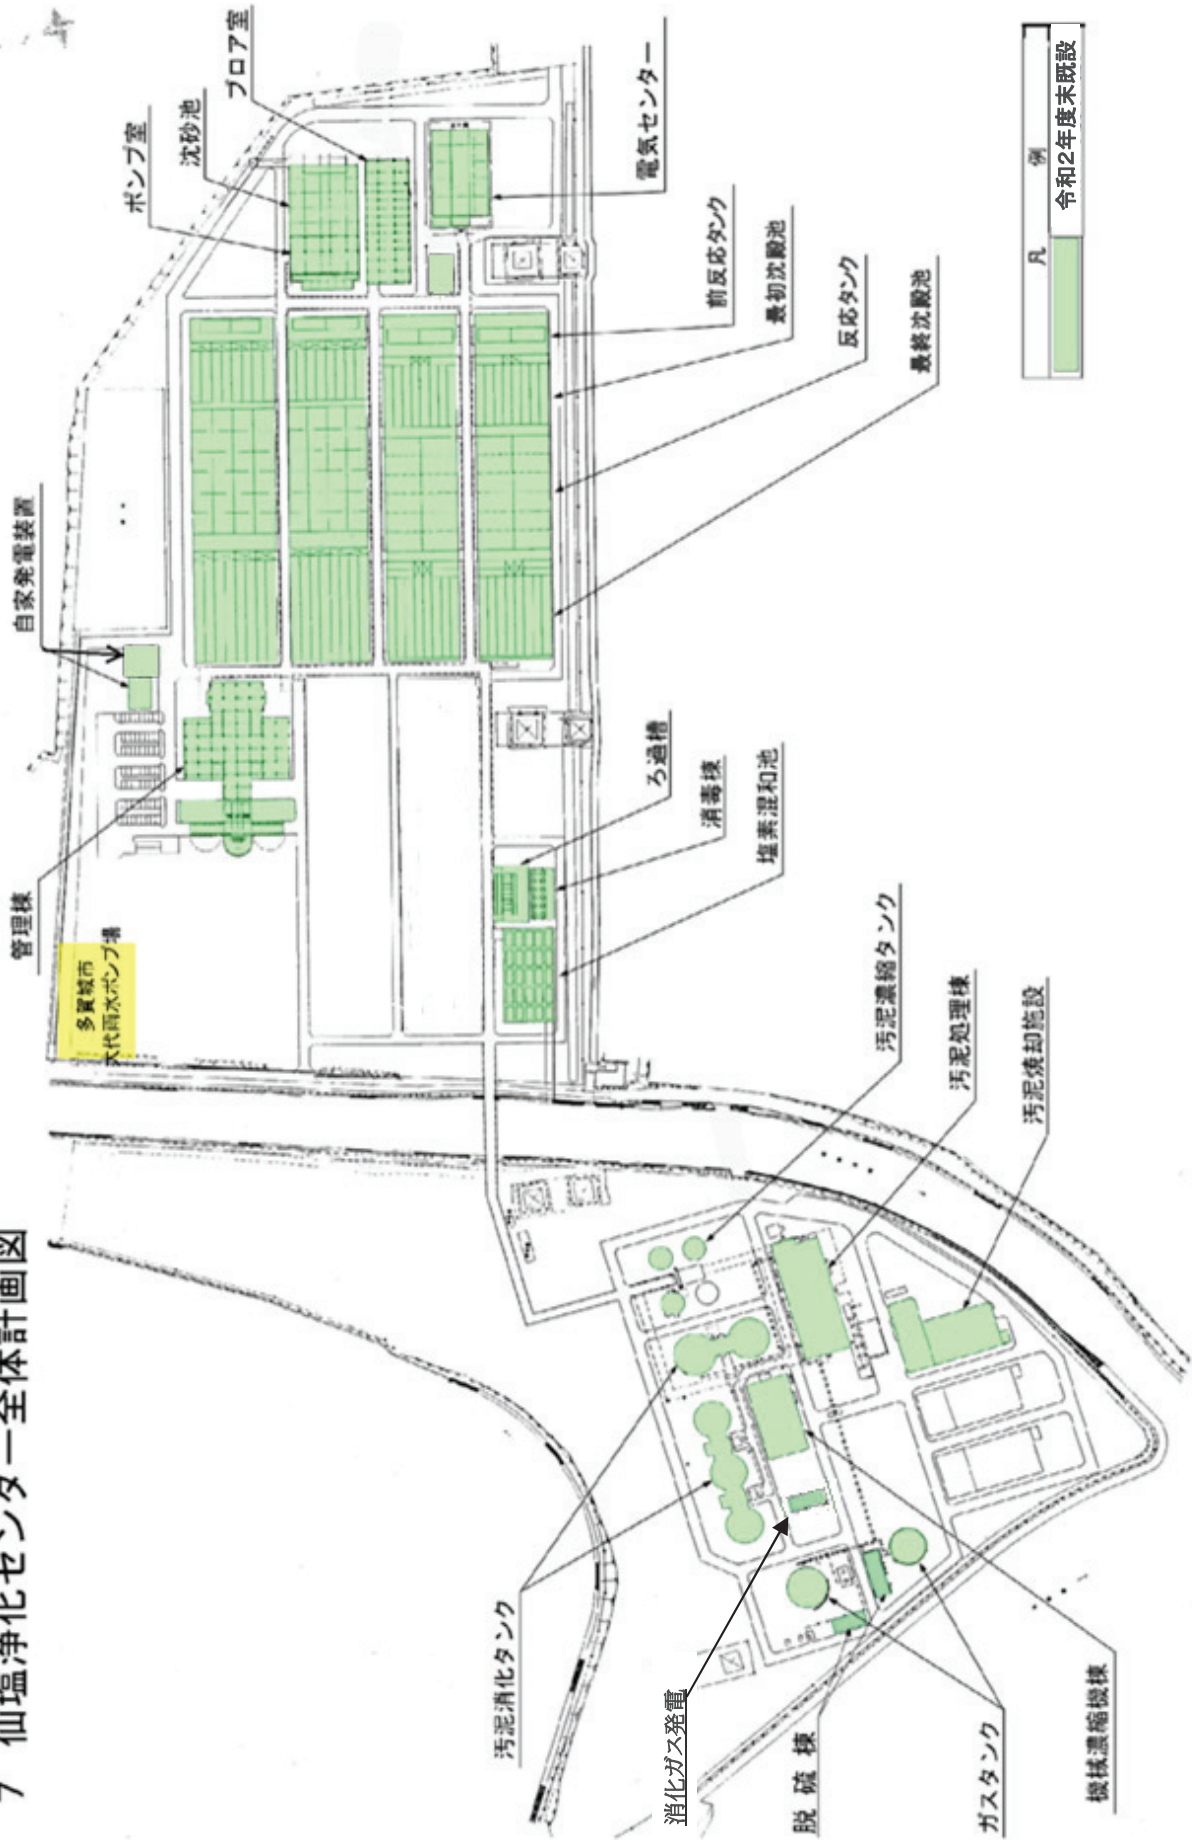 7 仙塩浄化センター全体計画図
ポンプ室
沈砂池
ブロア室
電気センター
前反応タンク
最初沈殿池
反応タンク
最終沈殿池
自家発電装置
管理棟
多賀城市
大代雨水ポンプ場
ろ過槽
消毒棟
塩素混和池
汚泥濃縮タンク
汚泥処理棟
汚泥焼却施設
汚泥消化タンク
消化ガス発電
脱硫棟
ガスタンク
機械濃縮機棟
凡例
令和2年度末既設